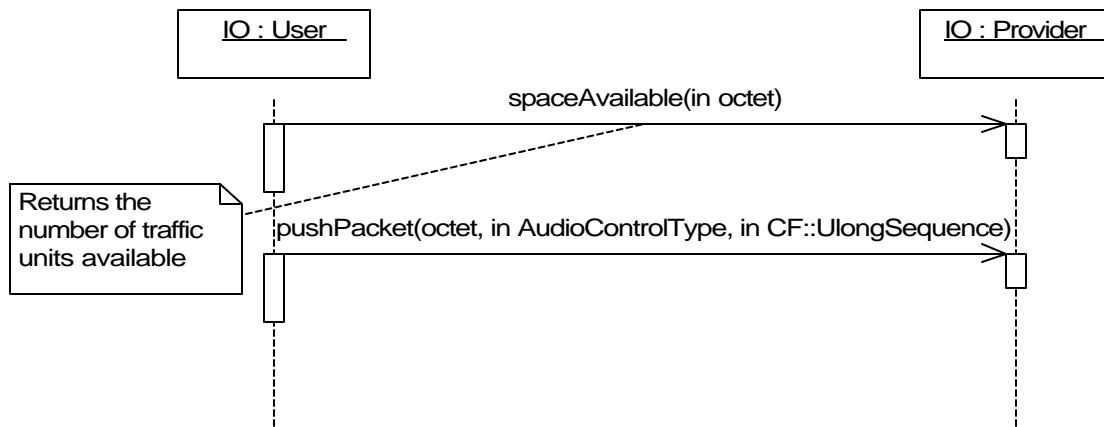 IO : User
IO : Provider
spaceAvailable(in octet)
Returns the
number of traffic
units available
pushPacket(octet, in AudioControlType, in CF::UlongSequence)